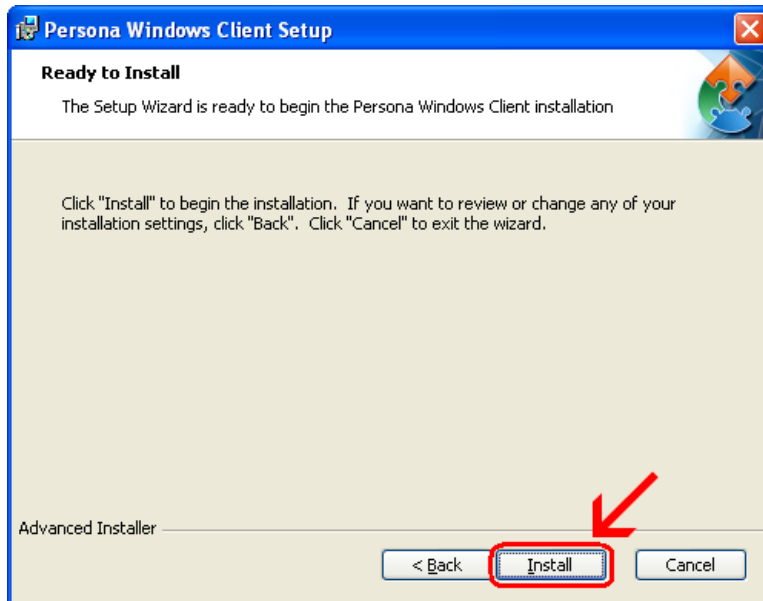 Persona Windows Client Setup
Ready to Install
The Setup Wizard is ready to begin the Persona Windows Client installation
Click "Install" to begin the installation.  If you want to review or change any of your
installation settings, click "Back".  Click "Cancel" to exit the wizard.
Advanced Installer
< Back
Install
Cancel